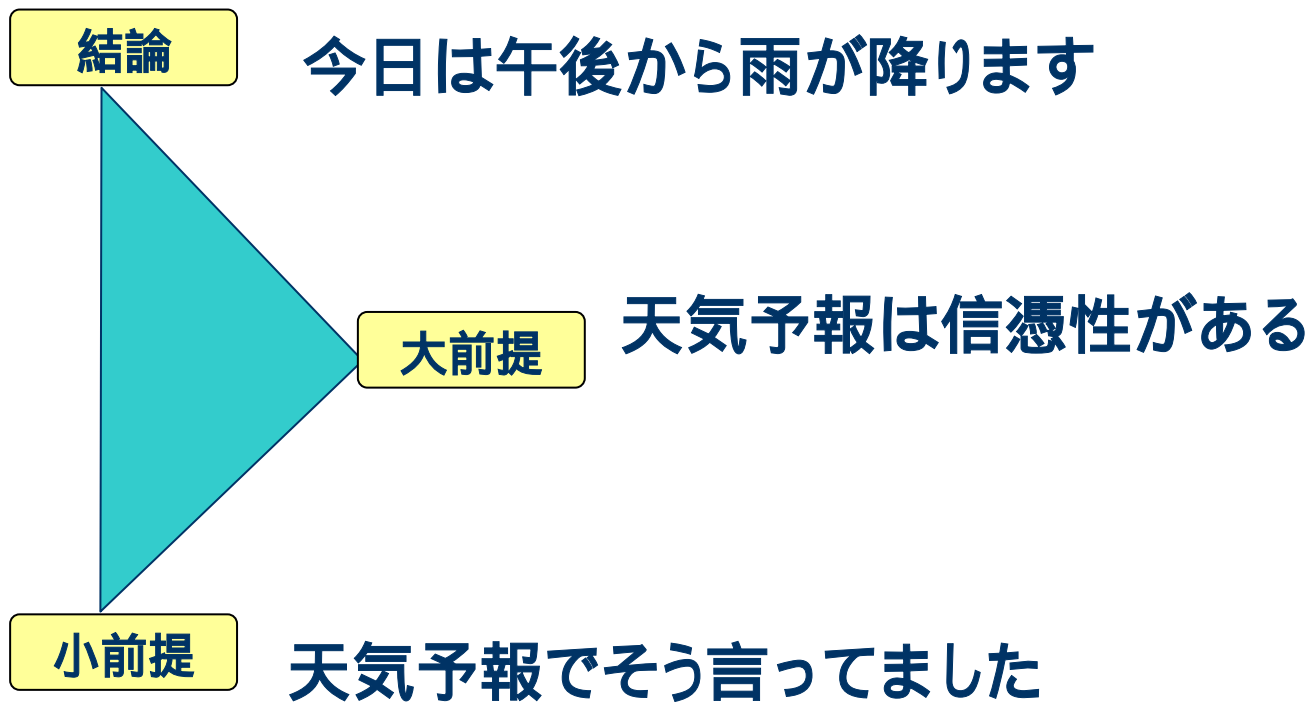 結論
今日は午後から雨が降ります
大前提
天気予報は信憑性がある
小前提
天気予報でそう言ってました